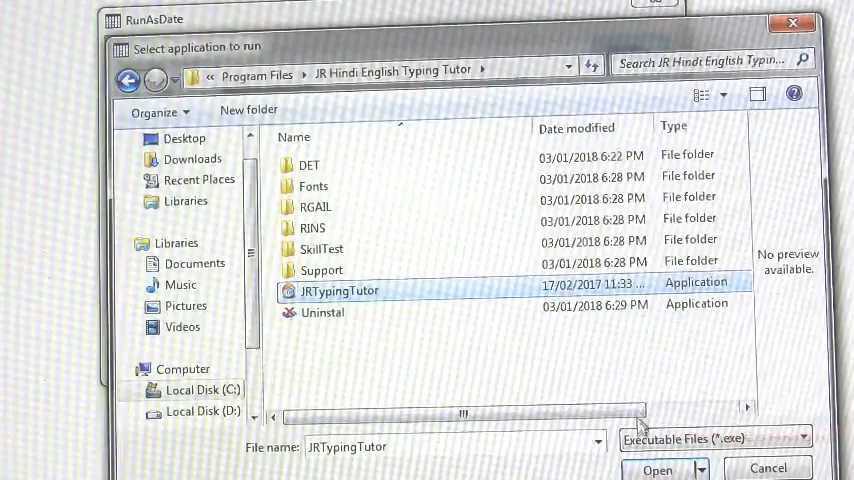 RunAsDate
Select application to run
« Program Files ▸ JR Hindi English Typing Tutor ▸
Search JR Hindi English Typin...
Organize ▾ New folder
Name Date modified Type
Desktop
Downloads
Recent Places
Libraries
Libraries
Documents
Music
Pictures
Videos
Computer
Local Disk (C:)
Local Disk (D:)
DET 03/01/2018 6:22 PM File folder
Fonts 03/01/2018 6:28 PM File folder
RGAIL 03/01/2018 6:28 PM File folder
RINS 03/01/2018 6:28 PM File folder
SkillTest 03/01/2018 6:28 PM File folder
Support 03/01/2018 6:28 PM File folder
JRTypingTutor 17/02/2017 11:33 ... Application
Uninstal 03/01/2018 6:29 PM Application
No preview
available.
File name: JRTypingTutor
Executable Files (*.exe)
Open Cancel